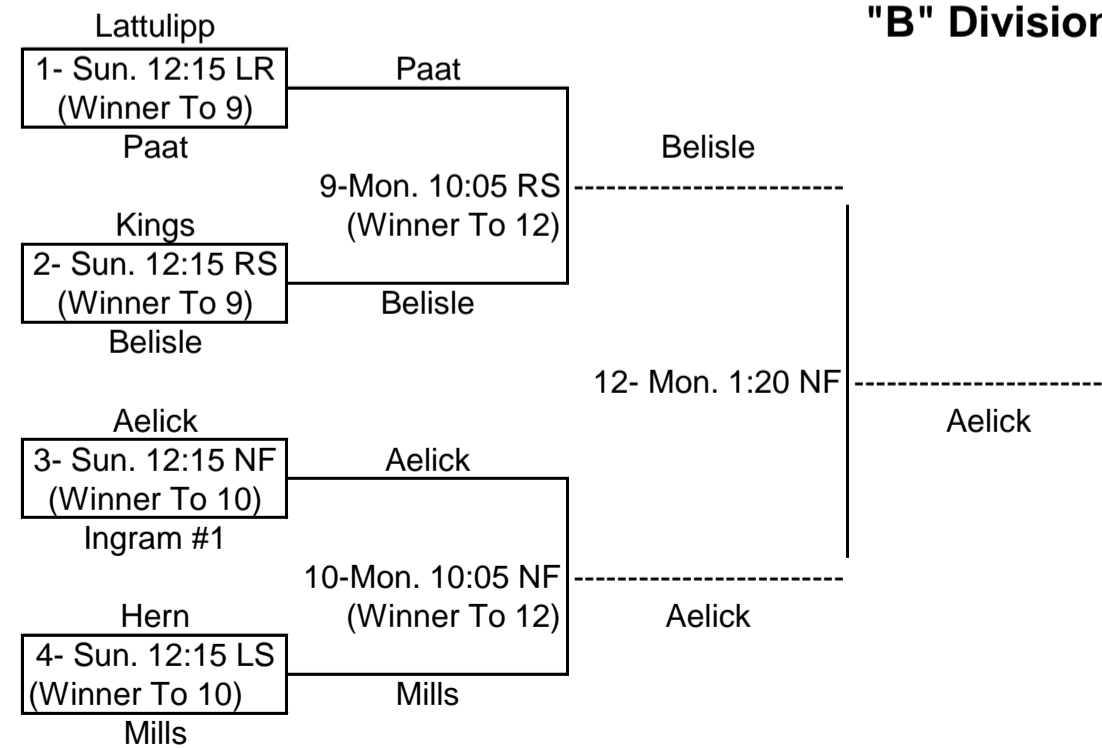 "B" Division
Lattulipp
1- Sun. 12:15 LR
(Winner To 9)
Paat
Paat
9-Mon. 10:05 RS
(Winner To 12)
Belisle
Kings
2- Sun. 12:15 RS
(Winner To 9)
Belisle
Belisle
12- Mon. 1:20 NF
Aelick
Aelick
3- Sun. 12:15 NF
(Winner To 10)
Ingram #1
Aelick
10-Mon. 10:05 NF
(Winner To 12)
Aelick
Hern
4- Sun. 12:15 LS
(Winner To 10)
Mills
Mills